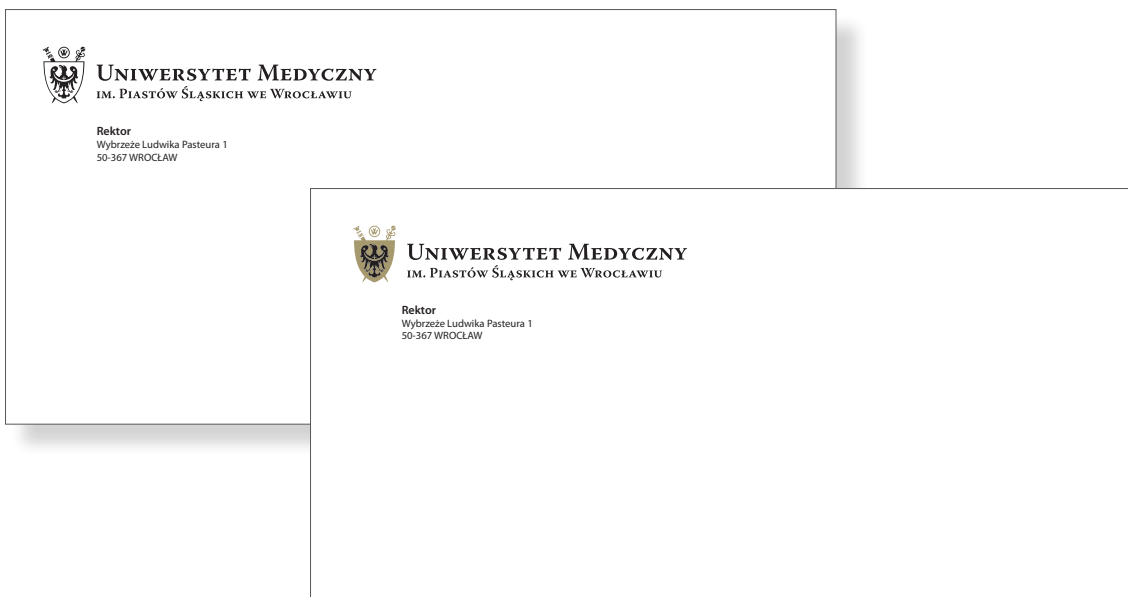 Uniwersytet Medyczny
im. Piastów Śląskich we Wrocławiu
Rektor
Wybrzeże Ludwika Pasteura 1
50-367 WROCŁAW
Uniwersytet Medyczny
im. Piastów Śląskich we Wrocławiu
Rektor
Wybrzeże Ludwika Pasteura 1
50-367 WROCŁAW